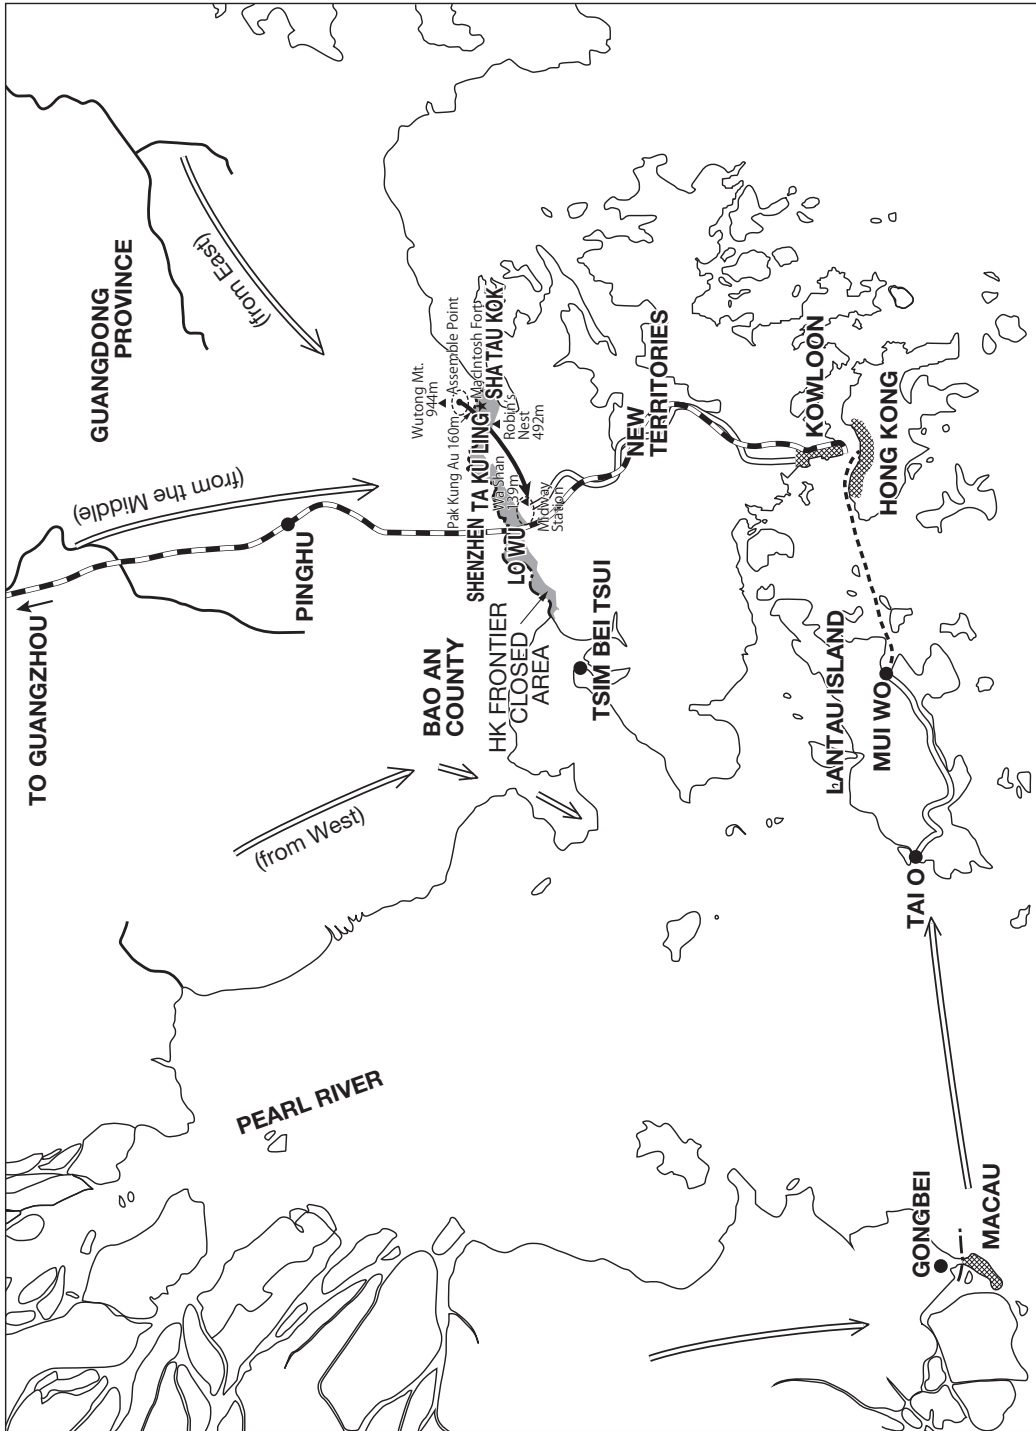 GUANGDONG
PROVINCE
(from East)
(from the Middle)
TO GUANGZHOU
PINGHU
Wutong Mt.
944m
Assemble Point
Pak Kung Au 160m
MacIntosh Fort
SHA TAU KOK
TA KU LING
SHENZHEN
Robin's
Nest
492m
Wa Shan
139m
LO WU
Midway
Station
BAO AN
COUNTY
HK FRONTIER
CLOSED
AREA
TSIM BEI TSUI
NEW
TERRITORIES
KOWLOON
HONG KONG
(from West)
LANTAU ISLAND
MUI WO
TAI O
PEARL RIVER
GONGBEI
MACAU